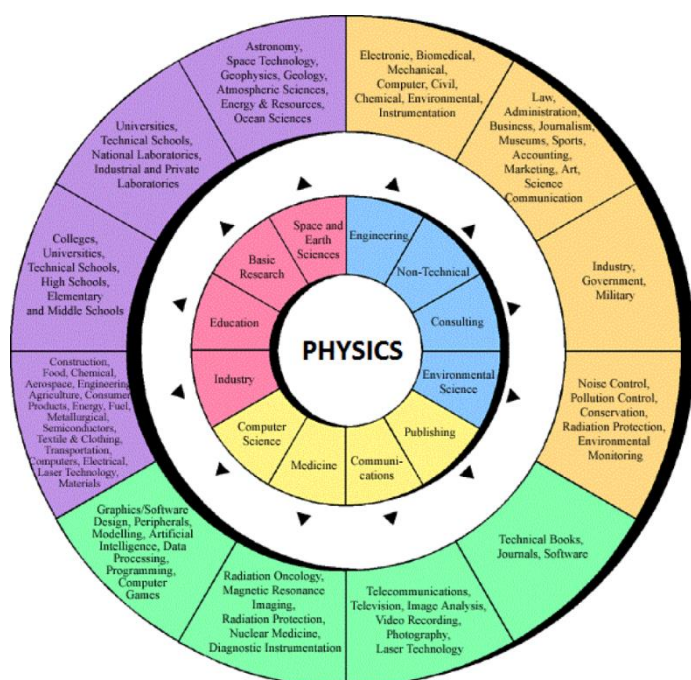 Astronomy,
Space Technology,
Geophysics, Geology,
Atmospheric Sciences,
Energy & Resources,
Ocean Sciences
Electronic, Biomedical,
Mechanical,
Computer, Civil,
Chemical, Environmental,
Instrumentation
Law,
Administration,
Business, Journalism,
Museums, Sports,
Accounting,
Marketing, Art,
Science
Communication
Industry,
Government,
Military
Noise Control,
Pollution Control,
Conservation,
Radiation Protection,
Environmental
Monitoring
Technical Books,
Journals, Software
Telecommunications,
Television, Image Analysis,
Video Recording,
Photography,
Laser Technology
Radiation Oncology,
Magnetic Resonance
Imaging,
Radiation Protection,
Nuclear Medicine,
Diagnostic Instrumentation
Graphics/Software
Design, Peripherals,
Modelling, Artificial
Intelligence, Data
Processing,
Programming,
Computer
Games
Construction,
Food, Chemical,
Aerospace, Engineering
Agriculture, Consumer
Products, Energy, Fuel,
Metallurgical,
Semiconductors,
Textile & Clothing,
Transportation,
Computers, Electrical,
Laser Technology,
Materials
Colleges,
Universities,
Technical Schools,
High Schools,
Elementary
and Middle Schools
Universities,
Technical Schools,
National Laboratories,
Industrial and Private
Laboratories
Space and
Earth
Sciences
Engineering
Non-Technical
Consulting
Environmental
Science
Publishing
Communi-
cations
Medicine
Computer
Science
Industry
Education
Basic
Research
PHYSICS